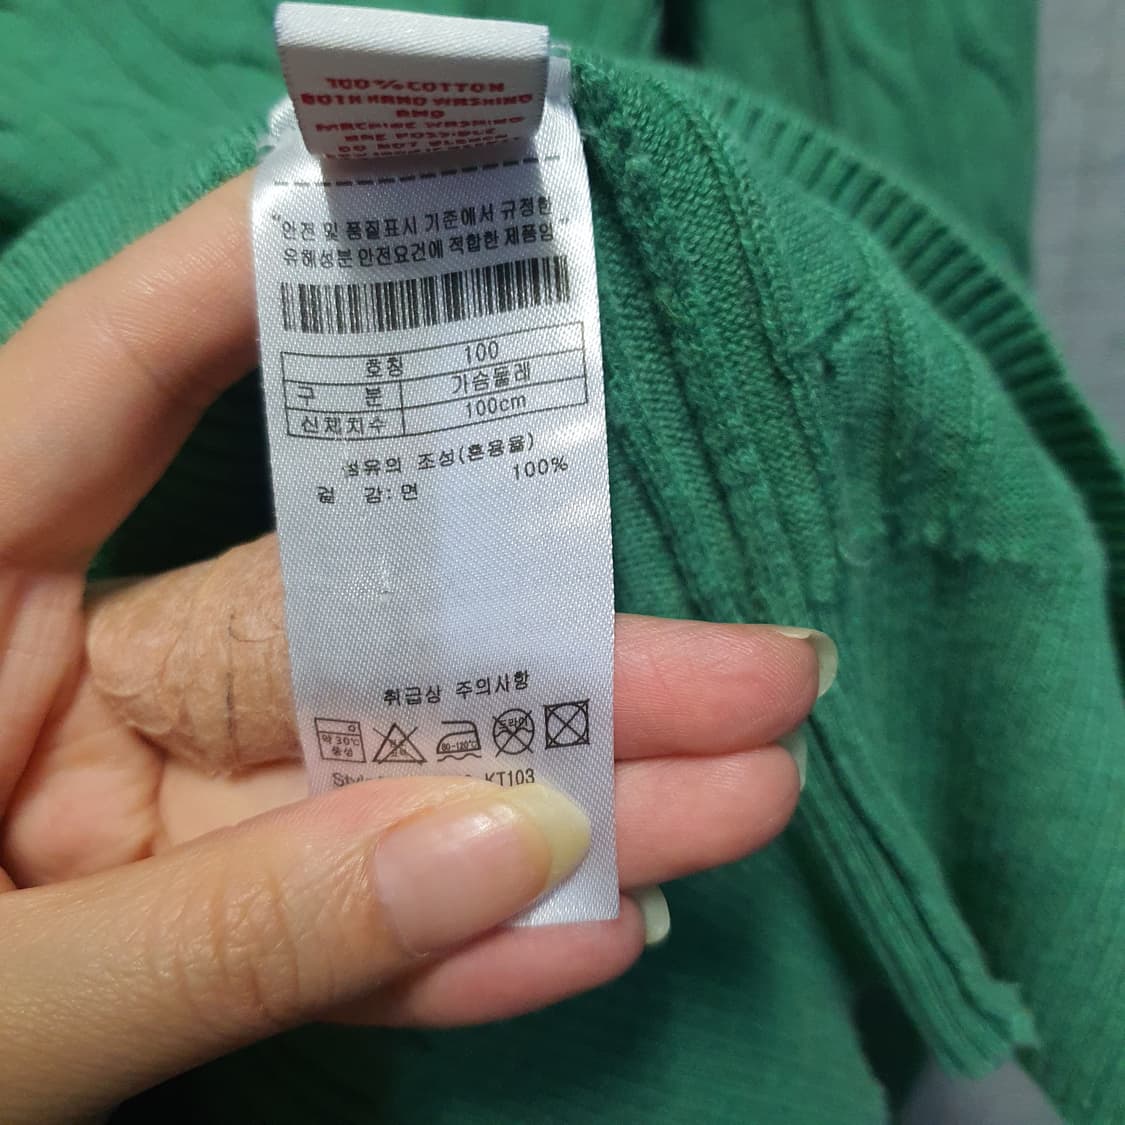 100% COTTON
BOTH HAND WASHING
AND
MACHINE WASHING
ARE POSSIBLE
DO NOT BLEACH
"안전 및 품질표시 기준에서 규정한
유해성분 안전요건에 적합한 제품임"
호칭 100
구 분 가슴둘레
신체치수 100cm
섬유의 조성(혼용율)
겉 감: 면 100%
취급상 주의사항
약 30℃ 중성 80-120℃ 드라이
Style KT103